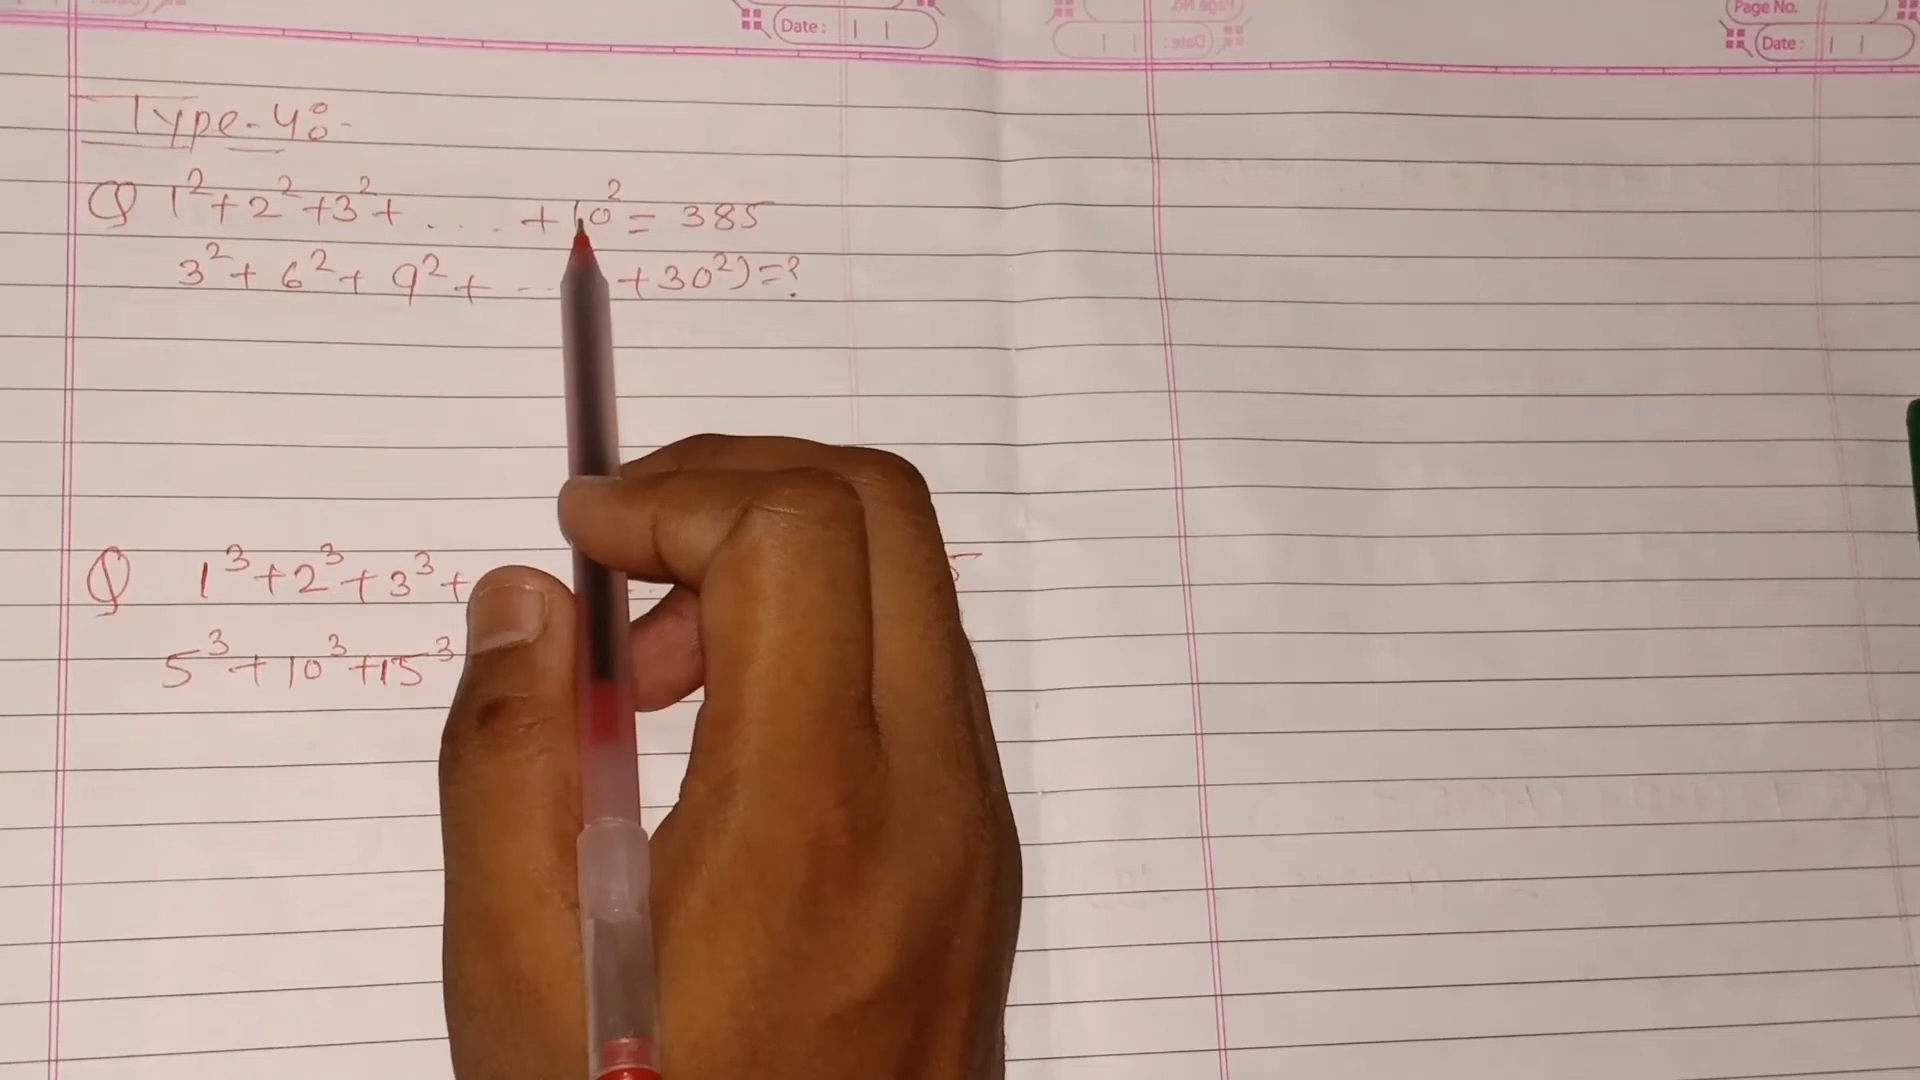 Date :
Page No.
Date :
Type-4:-
Q 1²+2²+3²+ .... +10² = 385
3²+ 6²+ 9²+ ... +30²)=?
Q 1³+2³+3³+
5³+10³+15³